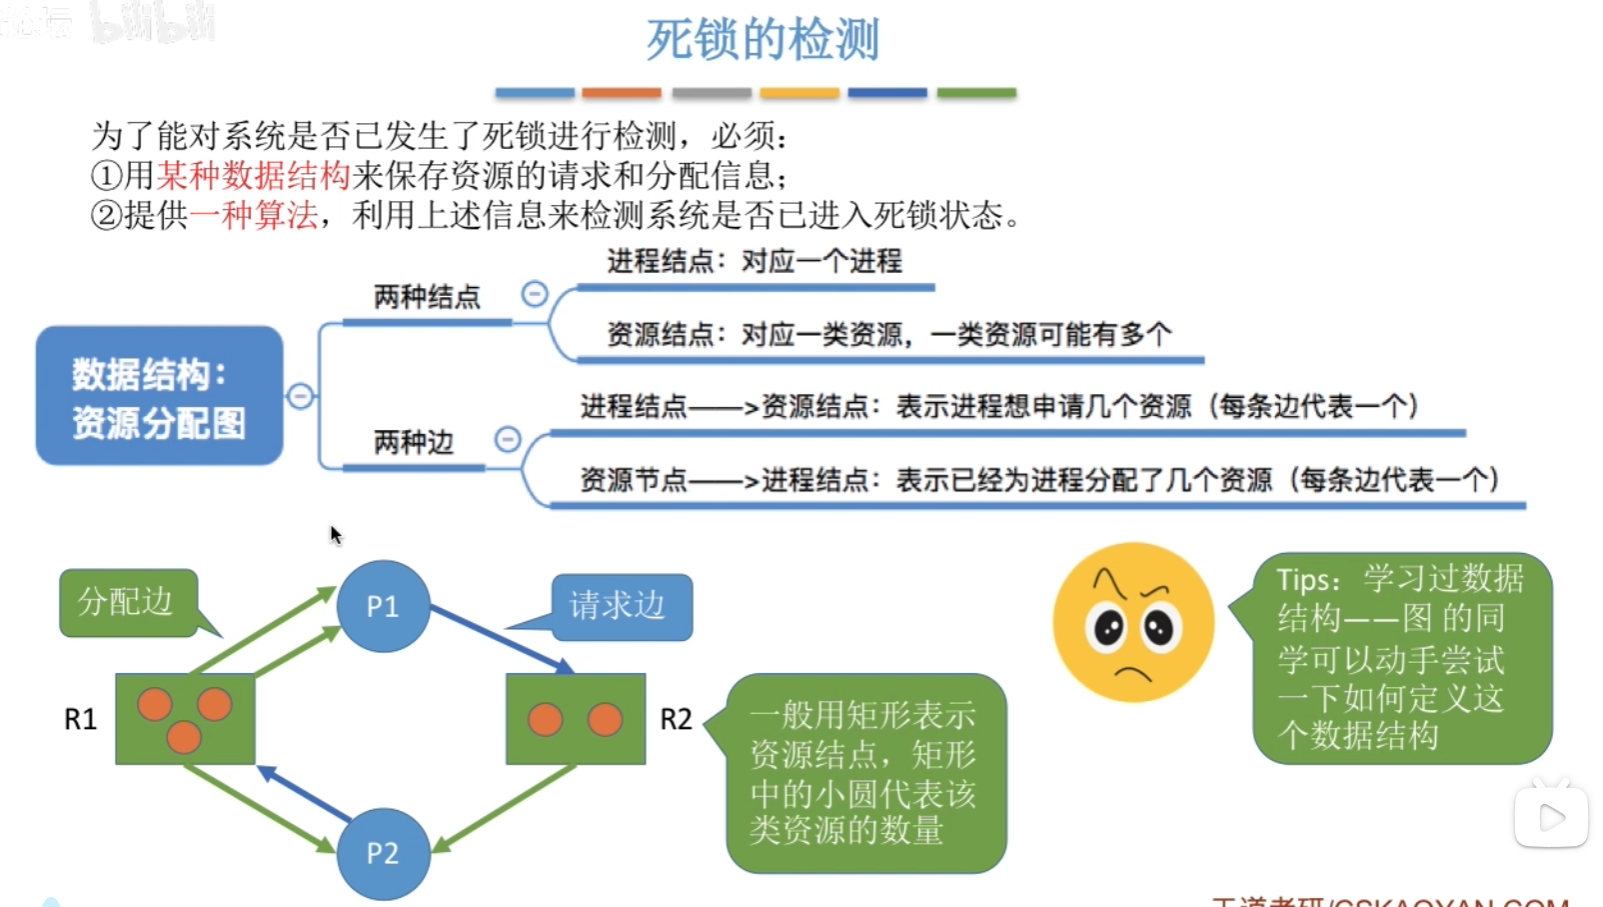 论坛 bilibili
死锁的检测
为了能对系统是否已发生了死锁进行检测，必须：
①用某种数据结构来保存资源的请求和分配信息；
②提供一种算法，利用上述信息来检测系统是否已进入死锁状态。
数据结构：
资源分配图
两种结点
进程结点：对应一个进程
资源结点：对应一类资源，一类资源可能有多个
两种边
进程结点——>资源结点：表示进程想申请几个资源（每条边代表一个）
资源节点——>进程结点：表示已经为进程分配了几个资源（每条边代表一个）
分配边
P1
请求边
R1
R2
P2
一般用矩形表示
资源结点，矩形
中的小圆代表该
类资源的数量
Tips： 学习过数据
结构——图 的同
学可以动手尝试
一下如何定义这
个数据结构
王道考研/CSKAOYAN.COM